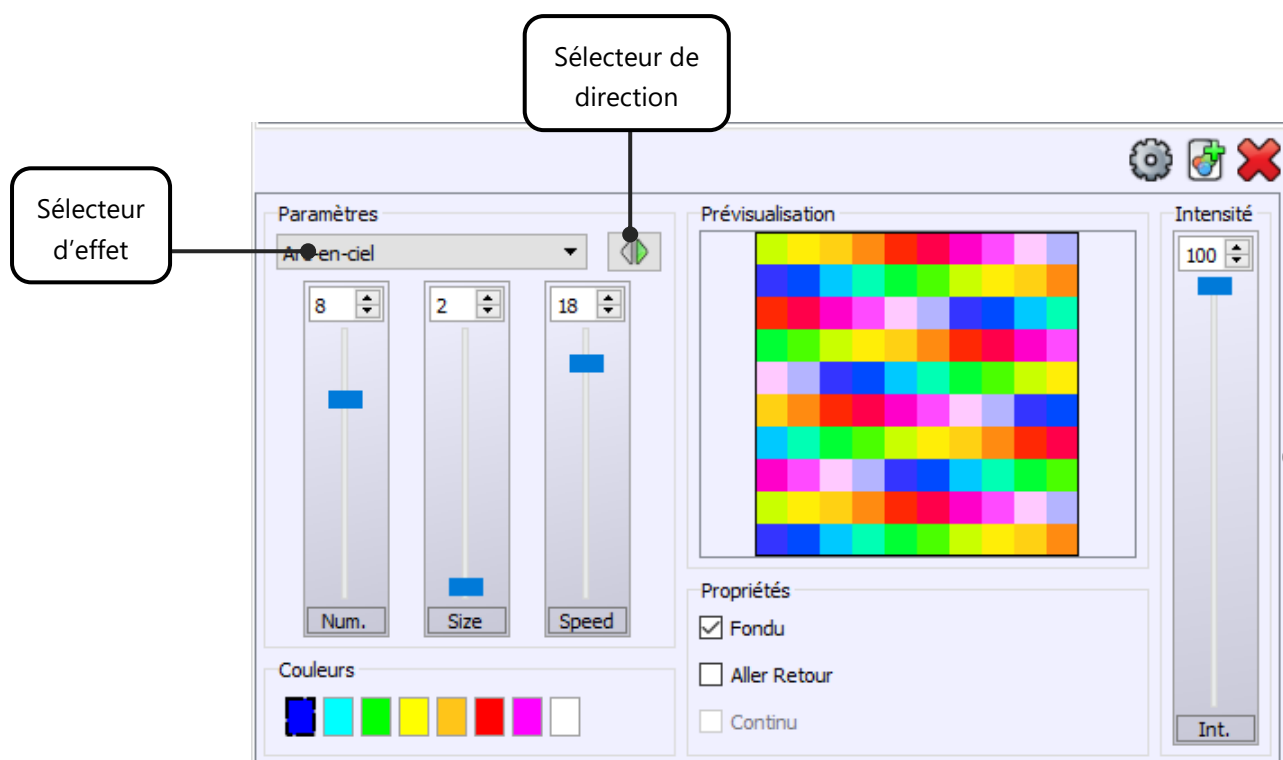 Sélecteur de
direction
Sélecteur
d'effet
Paramètres
Arc-en-ciel
8
2
18
Num.
Size
Speed
Couleurs
Prévisualisation
Propriétés
Fondu
Aller Retour
Continu
Intensité
100
Int.